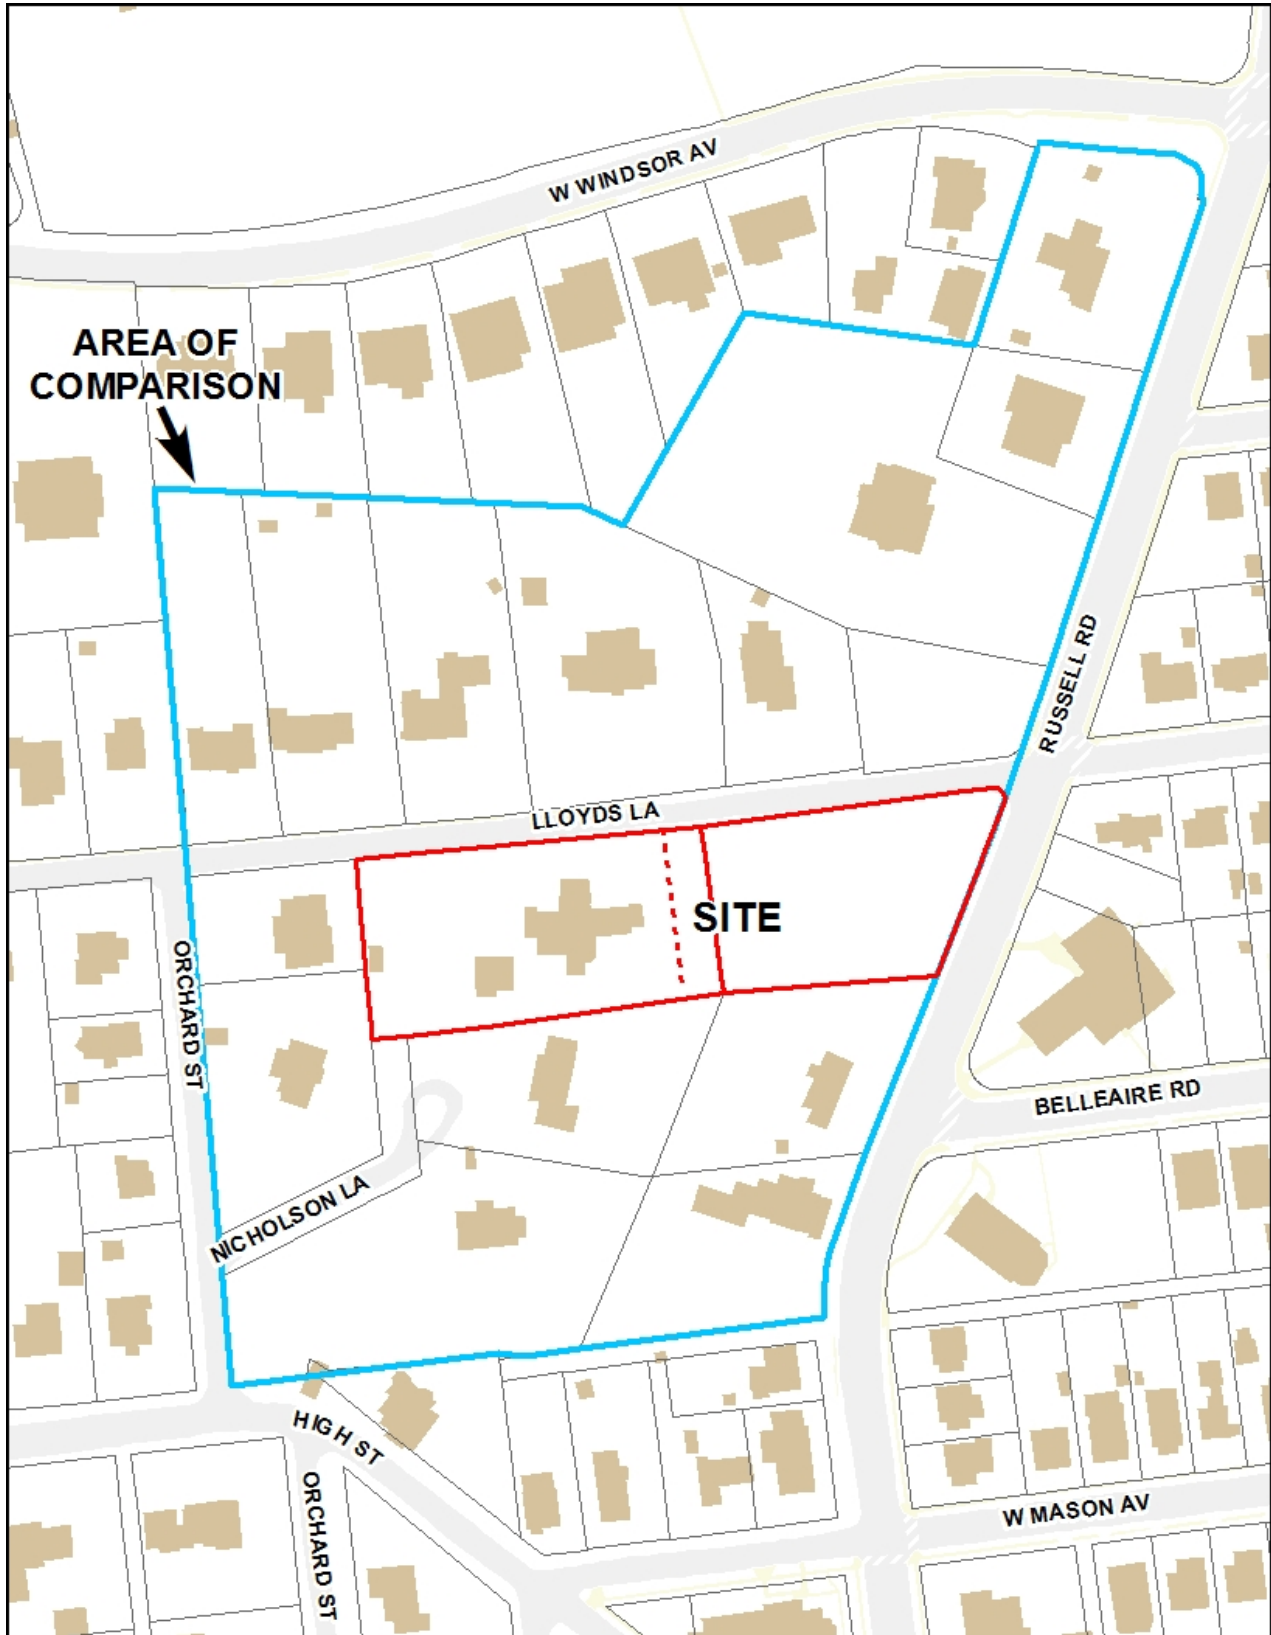 W WINDSOR AV
AREA OF
COMPARISON
RUSSELL RD
LLOYDS LA
SITE
ORCHARD ST
BELLEAIRE RD
NICHOLSON LA
HIGH ST
ORCHARD ST
W MASON AV